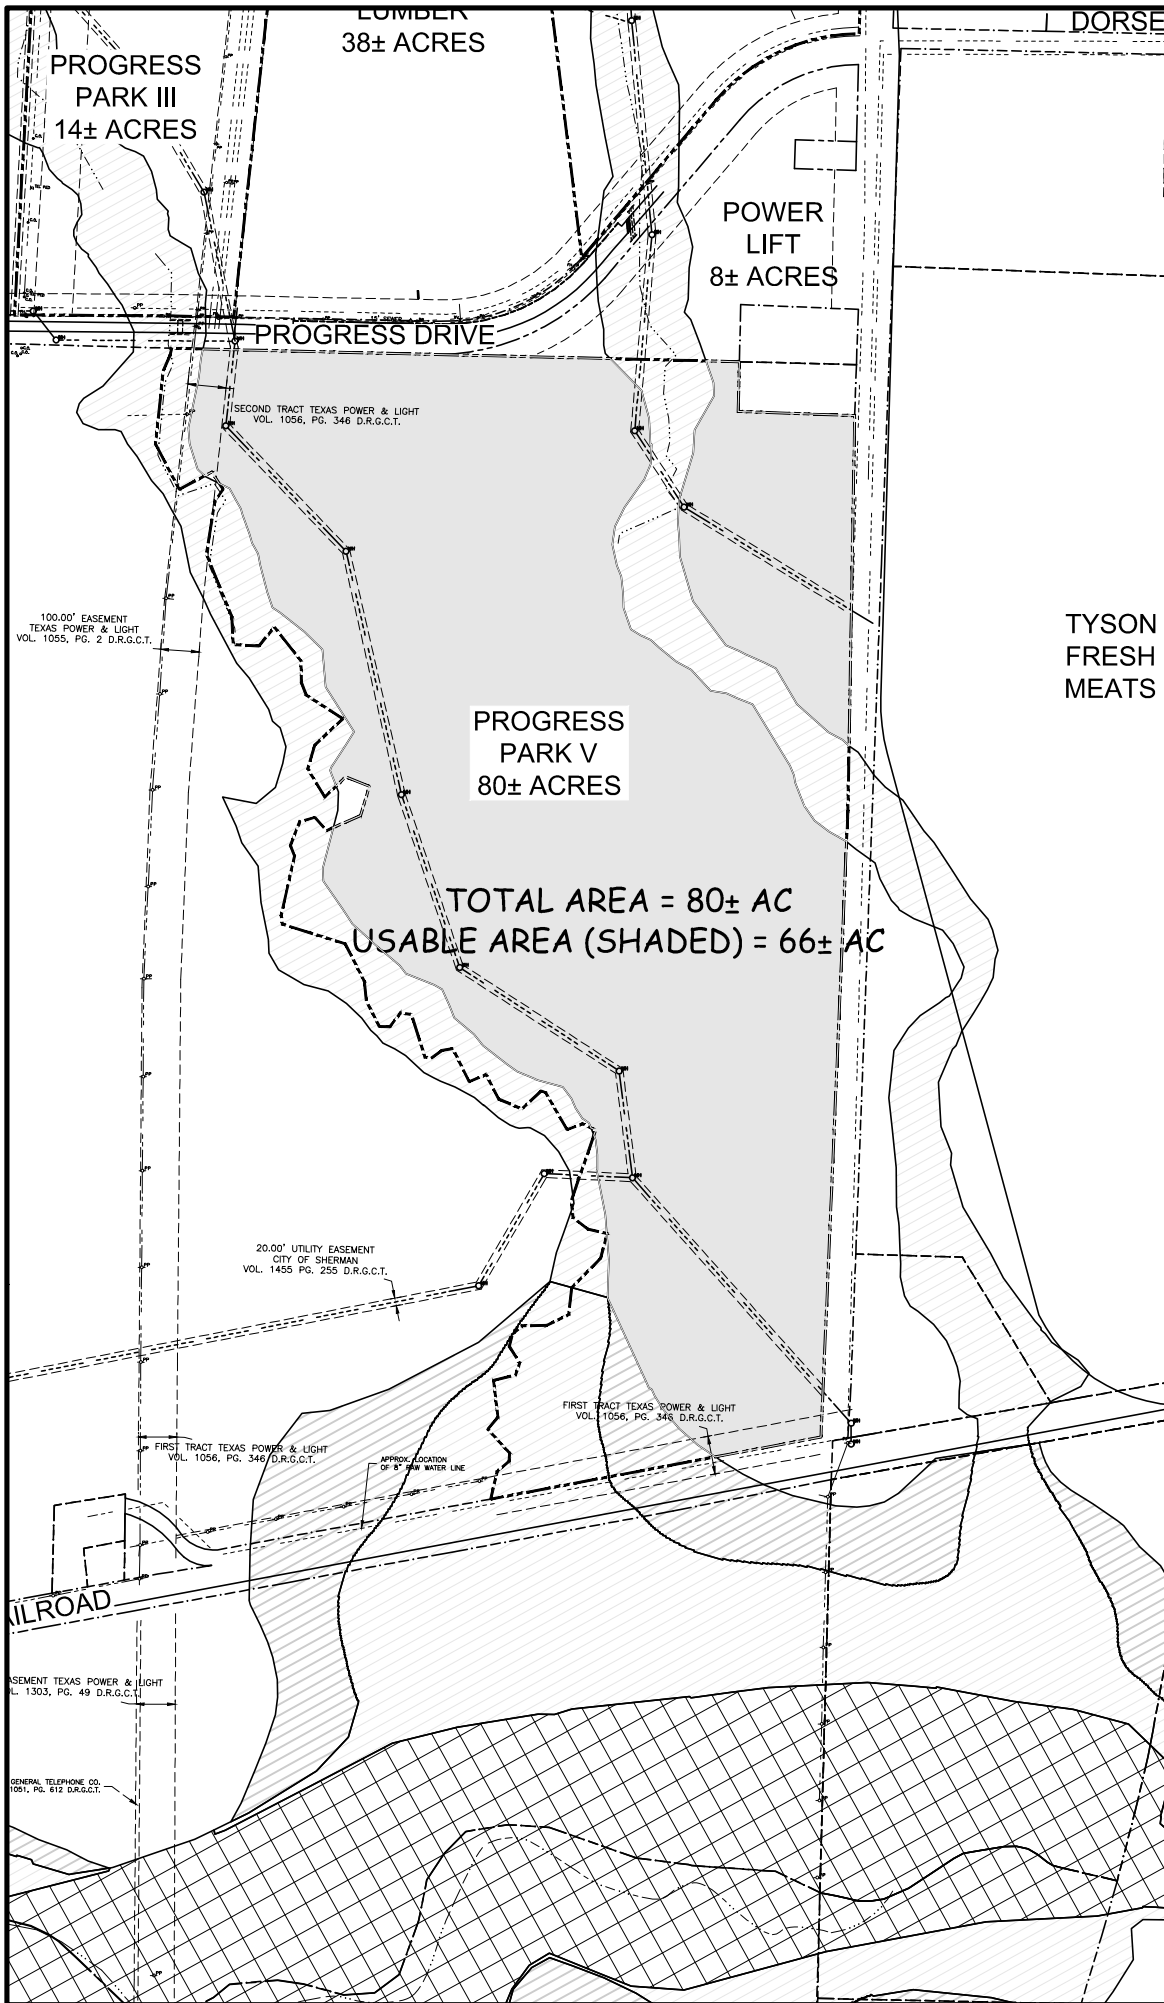 LUMBER
38± ACRES
DORSE
PROGRESS
PARK III
14± ACRES
POWER
LIFT
8± ACRES
PROGRESS DRIVE
SECOND TRACT TEXAS POWER & LIGHT
VOL. 1056, PG. 346 D.R.G.C.T.
100.00' EASEMENT
TEXAS POWER & LIGHT
VOL. 1055, PG. 2 D.R.G.C.T.
TYSON
FRESH
MEATS
PROGRESS
PARK V
80± ACRES
TOTAL AREA = 80± AC
USABLE AREA (SHADED) = 66± AC
20.00' UTILITY EASEMENT
CITY OF SHERMAN
VOL. 1455 PG. 255 D.R.G.C.T.
FIRST TRACT TEXAS POWER & LIGHT
VOL. 1056, PG. 346 D.R.G.C.T.
FIRST TRACT TEXAS POWER & LIGHT
VOL. 1056, PG. 346 D.R.G.C.T.
APPROX. LOCATION
OF 8" RAW WATER LINE
AILROAD
ASEMENT TEXAS POWER & LIGHT
L. 1303, PG. 49 D.R.G.C.T.
GENERAL TELEPHONE CO.
1051, PG. 612 D.R.G.C.T.